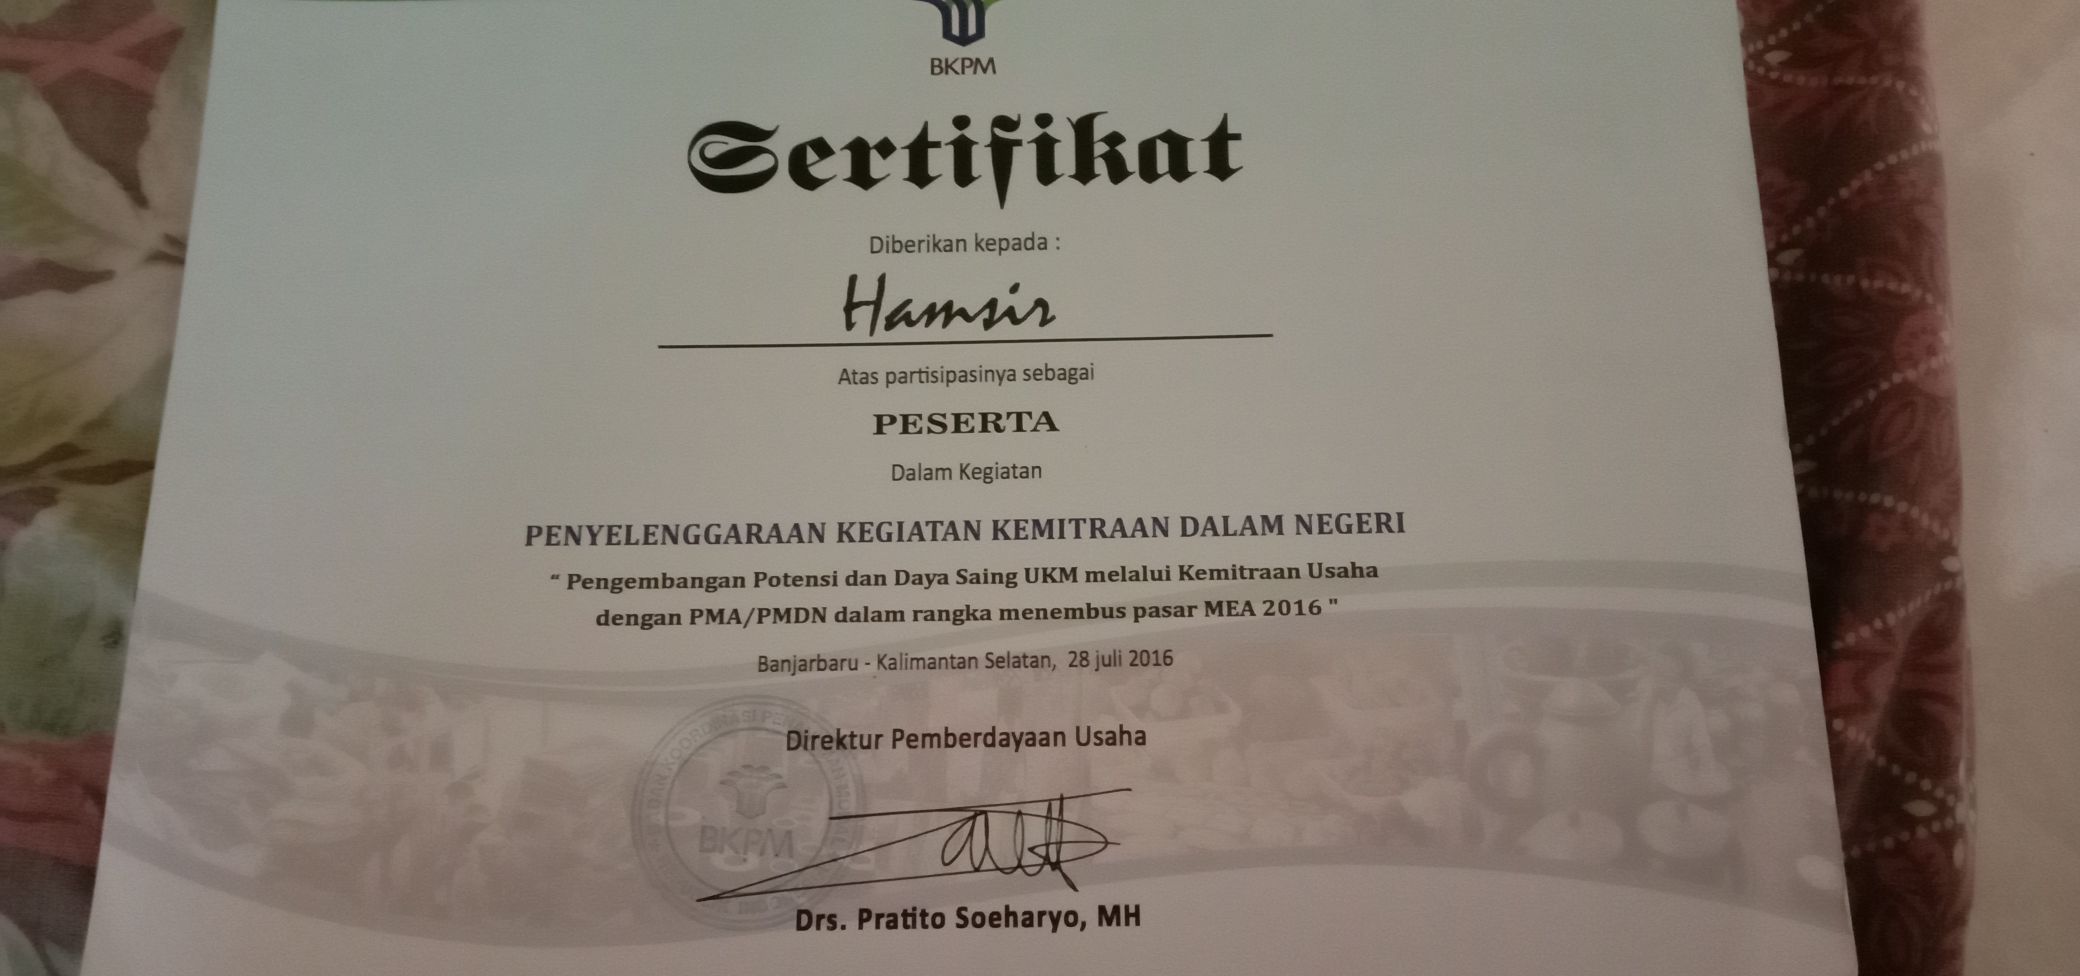 BKPM
Sertifikat
Diberikan kepada :
Hamsir
Atas partisipasinya sebagai
PESERTA
Dalam Kegiatan
PENYELENGGARAAN KEGIATAN KEMITRAAN DALAM NEGERI
“ Pengembangan Potensi dan Daya Saing UKM melalui Kemitraan Usaha
dengan PMA/PMDN dalam rangka menembus pasar MEA 2016 "
Banjarbaru - Kalimantan Selatan, 28 juli 2016
Direktur Pemberdayaan Usaha
BKPM
Drs. Pratito Soeharyo, MH